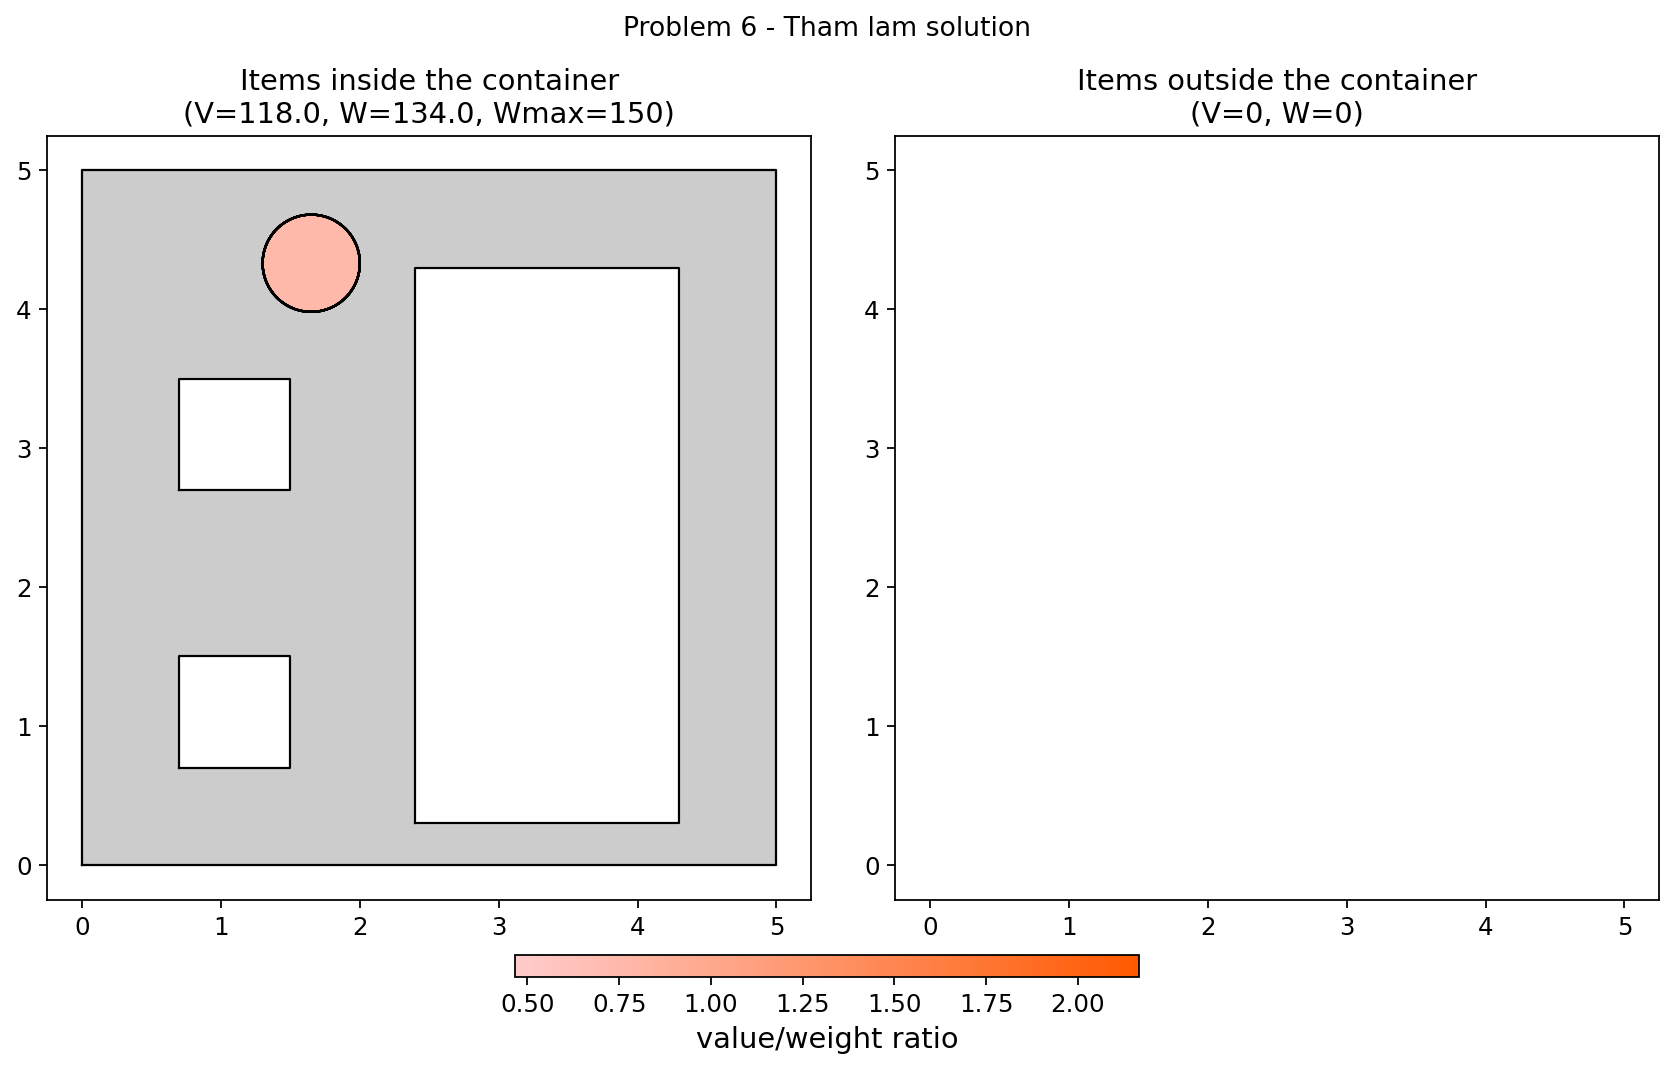 Problem 6 - Tham lam solution
Items inside the container
(V=118.0, W=134.0, Wmax=150)
Items outside the container
(V=0, W=0)
5
4
3
2
1
0
0 1 2 3 4 5
5
4
3
2
1
0
0 1 2 3 4 5
0.50 0.75 1.00 1.25 1.50 1.75 2.00
value/weight ratio